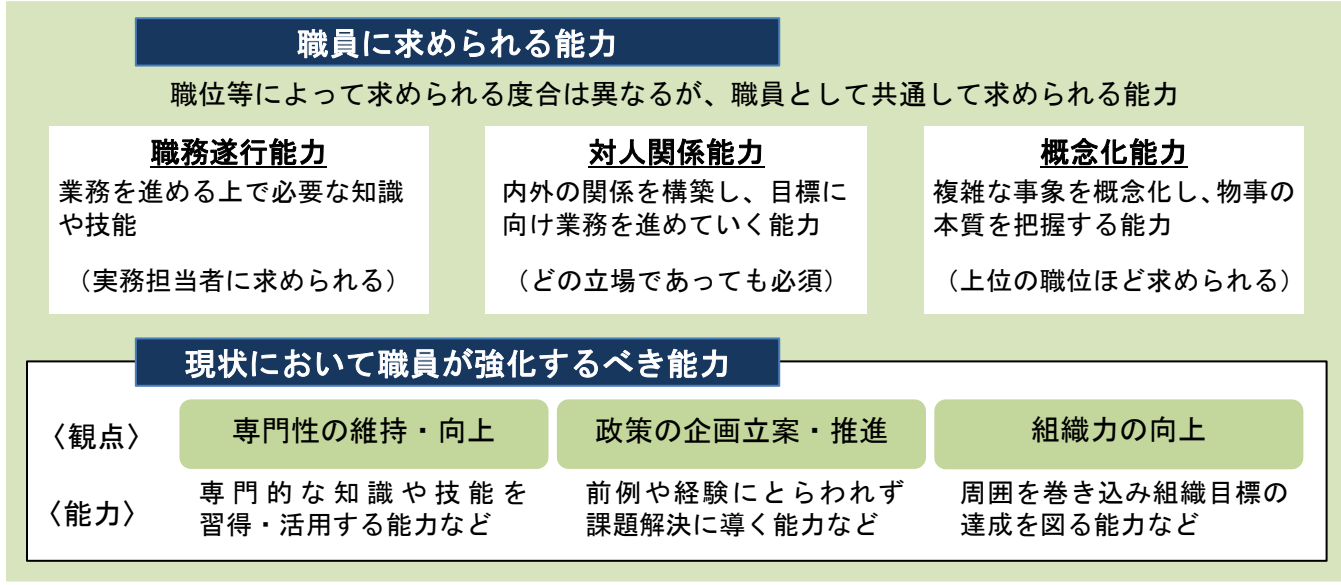 職員に求められる能力
職位等によって求められる度合は異なるが、職員として共通して求められる能力
職務遂行能力
業務を進める上で必要な知識
や技能
（実務担当者に求められる）
対人関係能力
内外の関係を構築し、目標に
向け業務を進めていく能力
（どの立場であっても必須）
概念化能力
複雑な事象を概念化し、物事の
本質を把握する能力
（上位の職位ほど求められる）
現状において職員が強化するべき能力
〈観点〉
専門性の維持・向上
政策の企画立案・推進
組織力の向上
〈能力〉
専門的な知識や技能を
習得・活用する能力など
前例や経験にとらわれず
課題解決に導く能力など
周囲を巻き込み組織目標の
達成を図る能力など